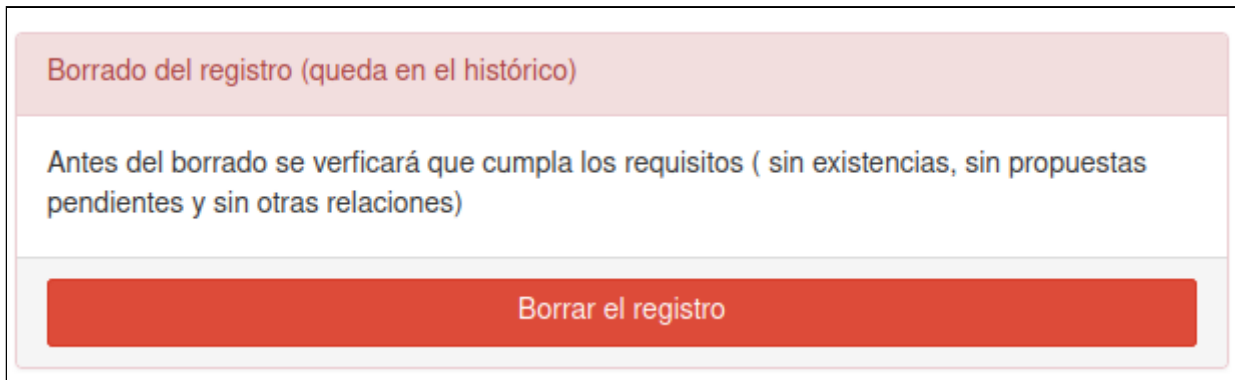 Borrado del registro (queda en el histórico)
Antes del borrado se verficará que cumpla los requisitos ( sin existencias, sin propuestas
pendientes y sin otras relaciones)
Borrar el registro